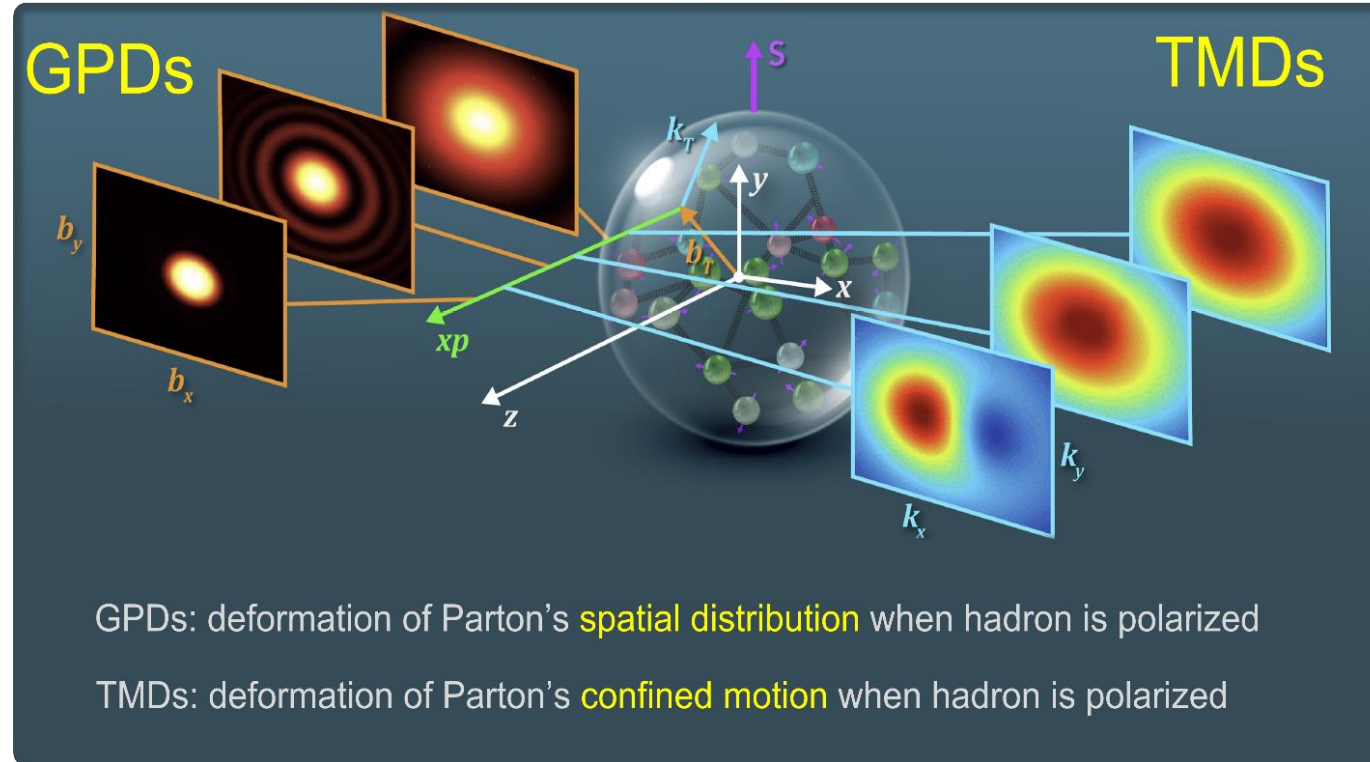 GPDs
TMDs
S
k_T
y
b_y
b_T
x
xp
b_x
z
k_y
k_x
GPDs: deformation of Parton’s spatial distribution when hadron is polarized
TMDs: deformation of Parton’s confined motion when hadron is polarized